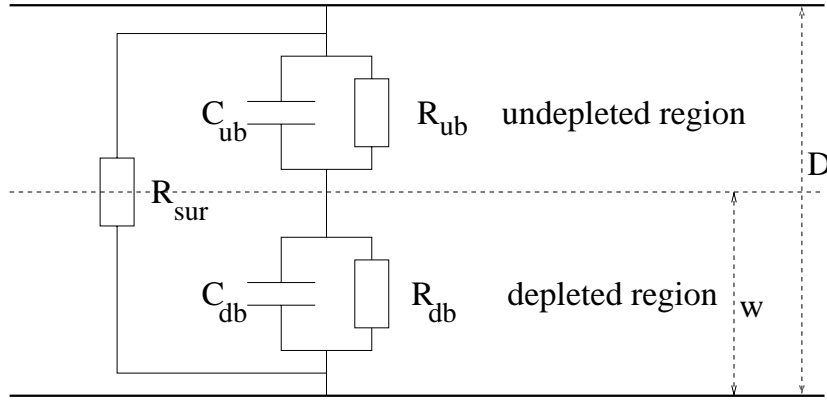 C_ub R_ub undepleted region
D
R_sur
C_db R_db depleted region
w